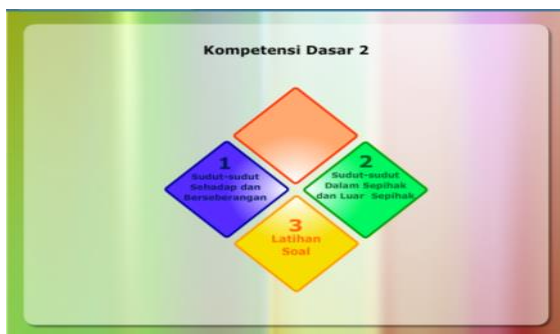 Kompetensi Dasar 2
1
Sudut-sudut
Sehadap dan
Berseberangan
2
Sudut-sudut
Dalam Sepihak
dan Luar Sepihak
3
Latihan
Soal